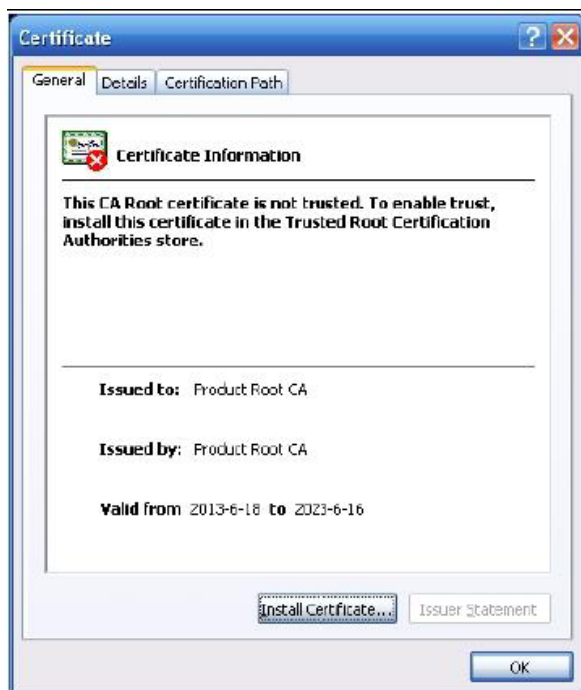 Certificate
General Details Certification Path
Certificate Information
This CA Root certificate is not trusted. To enable trust,
install this certificate in the Trusted Root Certification
Authorities store.
Issued to: Product Root CA
Issued by: Product Root CA
Valid from 2013-6-18 to 2023-6-16
Install Certificate... Issuer Statement
OK